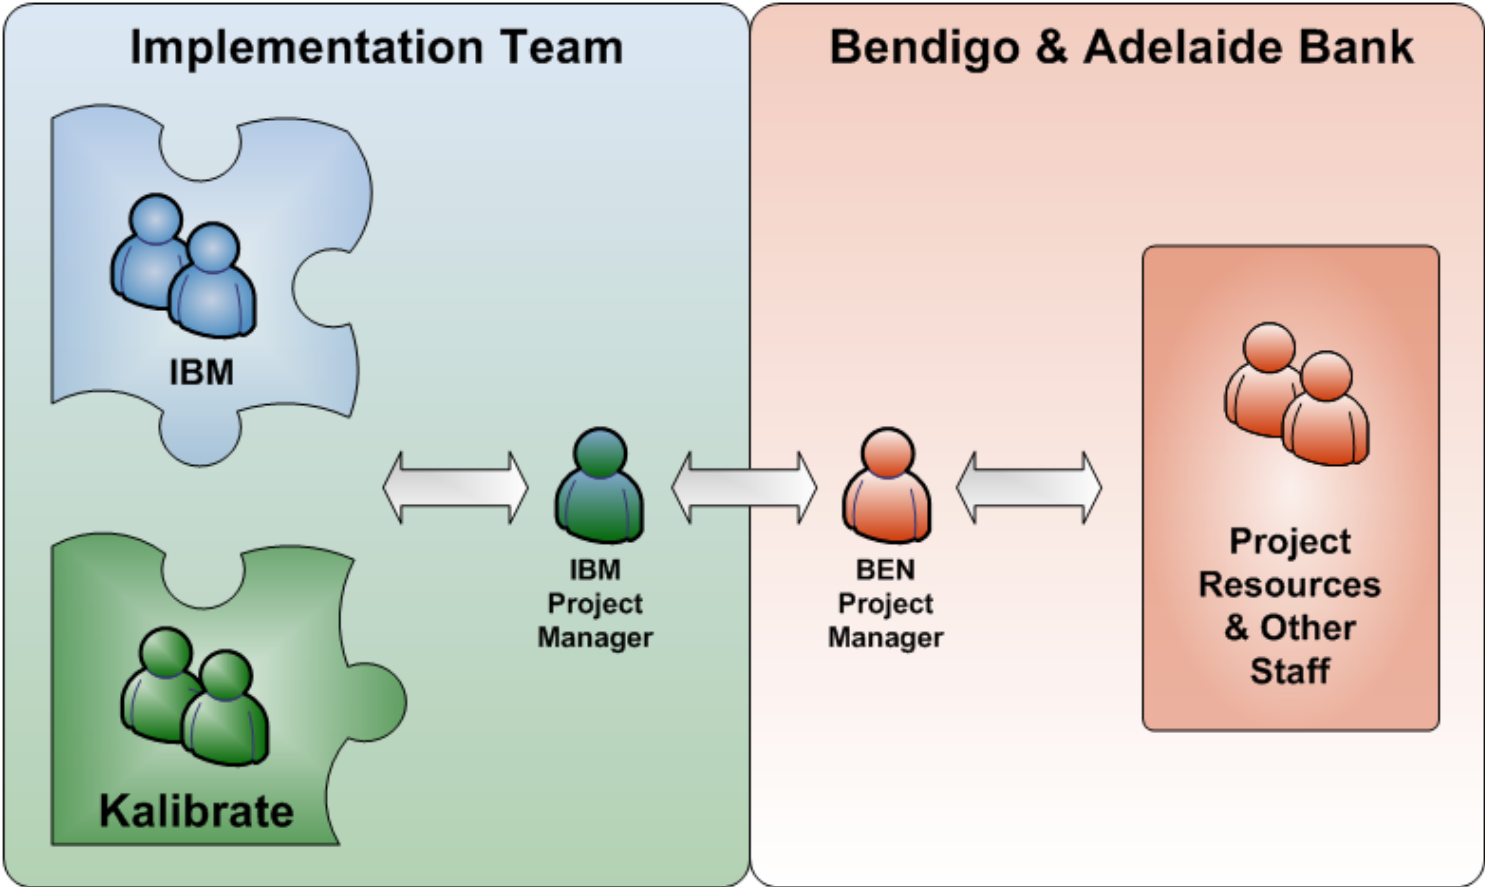 Implementation Team
Bendigo & Adelaide Bank
IBM
IBM
Project
Manager
BEN
Project
Manager
Project
Resources
& Other
Staff
Kalibrate